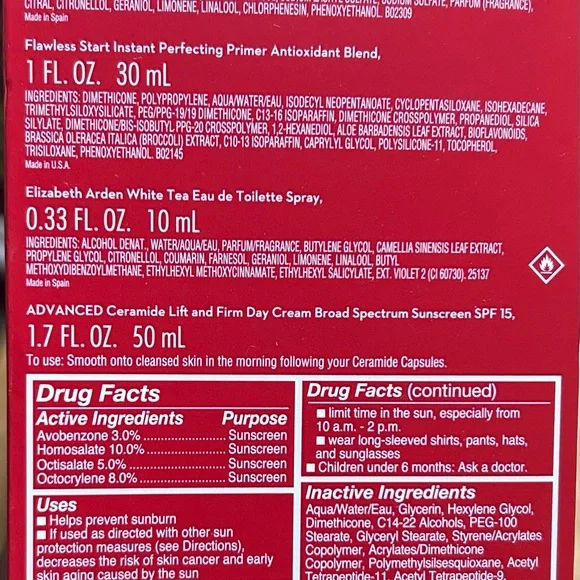 CITRAL, CITRONELLOL, GERANIOL, LIMONENE, LINALOOL, CHLORPHENESIN, PHENOXYETHANOL. B02309
Made in Spain
Flawless Start Instant Perfecting Primer Antioxidant Blend,
1 FL. OZ. 30 mL
INGREDIENTS: DIMETHICONE, POLYPROPYLENE, AQUA/WATER/EAU, ISODECYL NEOPENTANOATE, CYCLOPENTASILOXANE, ISOHEXADECANE,
TRIMETHYLSILOXYSILICATE, PEG/PPG-19/19 DIMETHICONE, C13-16 ISOPARAFFIN, DIMETHICONE CROSSPOLYMER, PROPANEDIOL, SILICA
SILYLATE, DIMETHICONE/BIS-ISOBUTYL PPG-20 CROSSPOLYMER, 1,2-HEXANEDIOL, ALOE BARBADENSIS LEAF EXTRACT, BIOFLAVONOIDS,
BRASSICA OLERACEA ITALICA (BROCCOLI) EXTRACT, C10-13 ISOPARAFFIN, CAPRYLYL GLYCOL, POLYSILICONE-11, TOCOPHEROL,
TRISILOXANE, PHENOXYETHANOL. B02145
Made in U.S.A.
Elizabeth Arden White Tea Eau de Toilette Spray,
0.33 FL. OZ. 10 mL
INGREDIENTS: ALCOHOL DENAT., WATER/AQUA/EAU, PARFUM/FRAGRANCE, BUTYLENE GLYCOL, CAMELLIA SINENSIS LEAF EXTRACT,
PROPYLENE GLYCOL, CITRONELLOL, COUMARIN, FARNESOL, GERANIOL, LIMONENE, LINALOOL, BUTYL
METHOXYDIBENZOYLMETHANE, ETHYLHEXYL METHOXYCINNAMATE, ETHYLHEXYL SALICYLATE, EXT. VIOLET 2 (CI 60730). 25137
Made in Spain
ADVANCED Ceramide Lift and Firm Day Cream Broad Spectrum Sunscreen SPF 15,
1.7 FL. OZ. 50 mL
To use: Smooth onto cleansed skin in the morning following your Ceramide Capsules.
Drug Facts
Active Ingredients Purpose
Avobenzone 3.0% ........................ Sunscreen
Homosalate 10.0% ...................... Sunscreen
Octisalate 5.0% ........................... Sunscreen
Octocrylene 8.0% ........................ Sunscreen
Uses
■ Helps prevent sunburn
■ If used as directed with other sun
protection measures (see Directions),
decreases the risk of skin cancer and early
skin aging caused by the sun
Drug Facts (continued)
■ limit time in the sun, especially from
10 a.m. - 2 p.m.
■ wear long-sleeved shirts, pants, hats,
and sunglasses
■ Children under 6 months: Ask a doctor.
Inactive Ingredients
Aqua/Water/Eau, Glycerin, Hexylene Glycol,
Dimethicone, C14-22 Alcohols, PEG-100
Stearate, Glyceryl Stearate, Styrene/Acrylates
Copolymer, Acrylates/Dimethicone
Copolymer, Polymethylsilsesquioxane, Acetyl
Tetrapeptide-11, Acetyl Tetrapeptide-9,